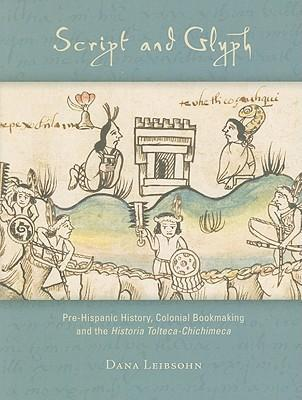 Script and Glyph
Pre-Hispanic History, Colonial Bookmaking
and the Historia Tolteca-Chichimeca
Dana Leibsohn